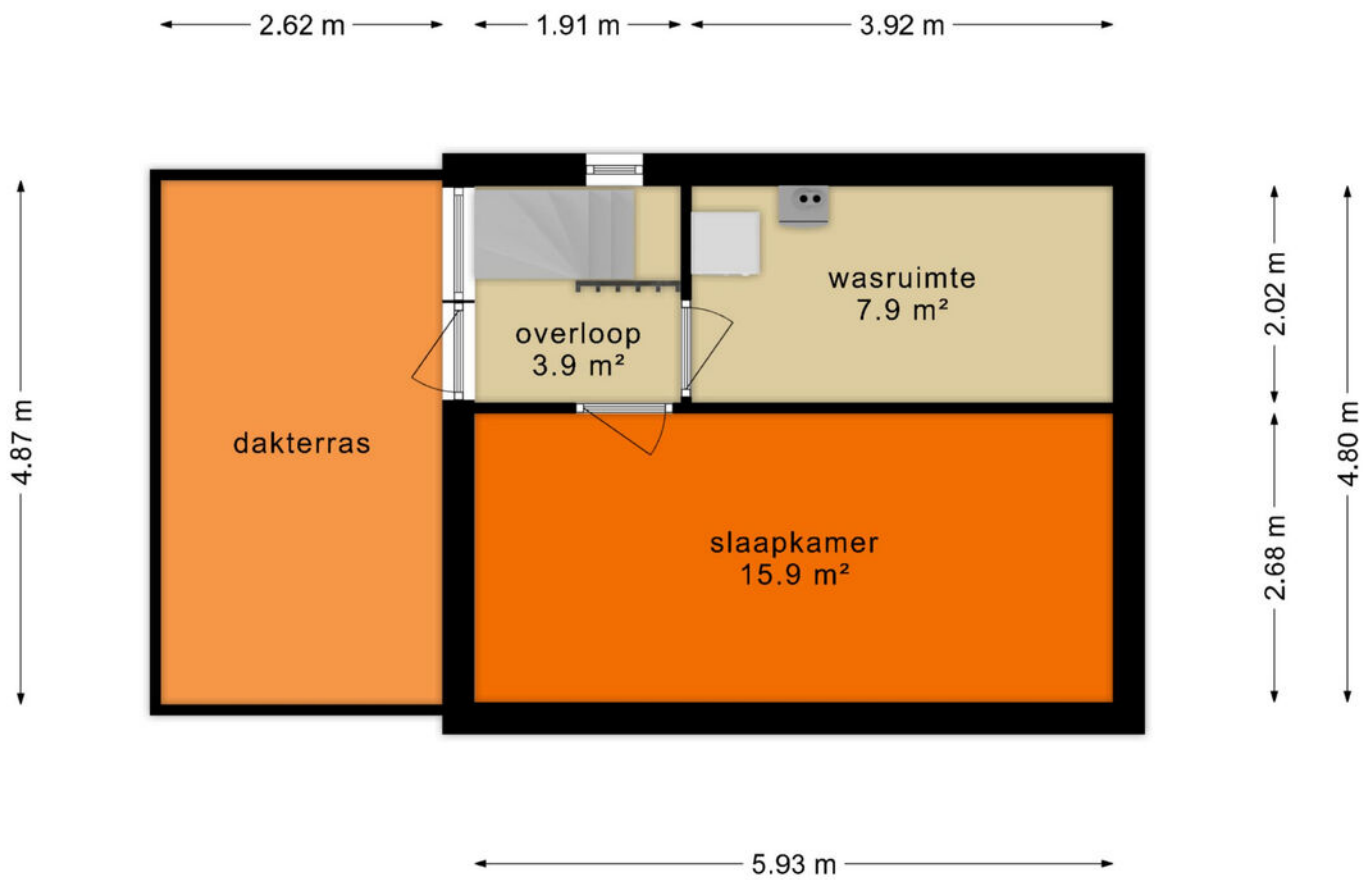 2.62 m
1.91 m
3.92 m
wasruimte
7.9 m²
2.02 m
overloop
3.9 m²
4.87 m
dakterras
4.80 m
slaapkamer
15.9 m²
2.68 m
5.93 m